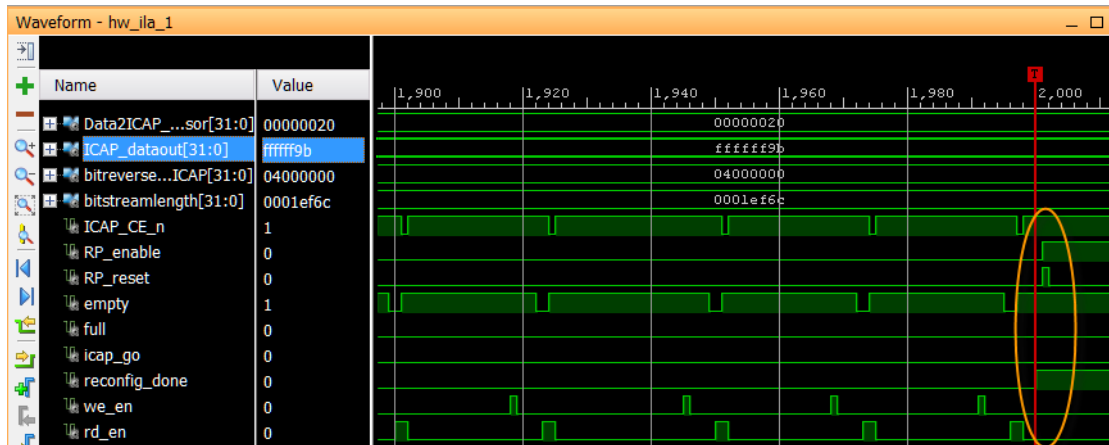 Waveform - hw_ila_1
T
Name Value
1,900 1,920 1,940 1,960 1,980 2,000
Data2ICAP_...sor[31:0] 00000020 00000020
ICAP_dataout[31:0] ffffff9b ffffff9b
bitreverse...ICAP[31:0] 04000000 04000000
bitstreamlength[31:0] 0001ef6c 0001ef6c
ICAP_CE_n 1
RP_enable 0
RP_reset 0
empty 1
full 0
icap_go 0
reconfig_done 0
we_en 0
rd_en 0